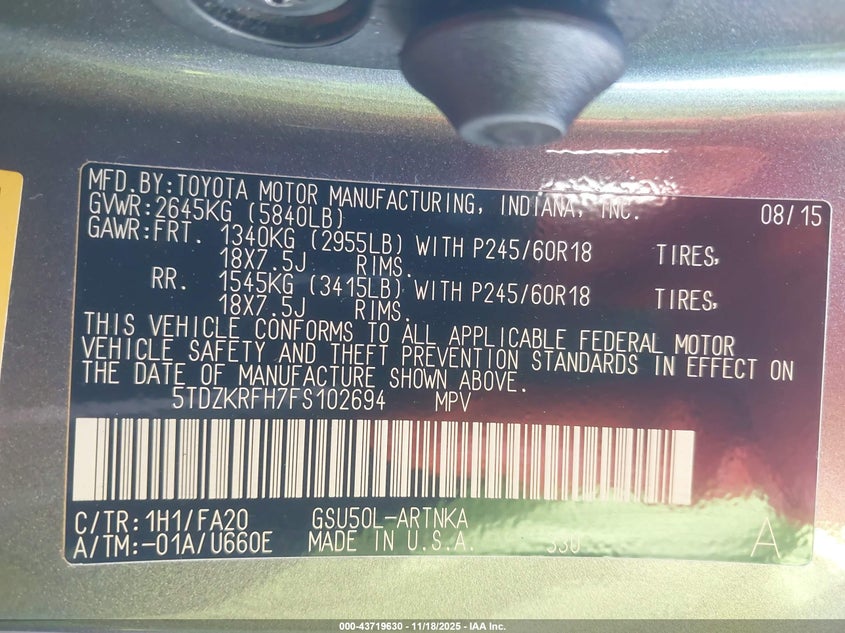 MFD.BY:TOYOTA MOTOR MANUFACTURING, INDIANA, INC. 08/15
GVWR:2645KG (5840LB)
GAWR:FRT. 1340KG (2955LB) WITH P245/60R18 TIRES,
18X7.5J RIMS.
RR. 1545KG (3415LB) WITH P245/60R18 TIRES,
18X7.5J RIMS.
THIS VEHICLE CONFORMS TO ALL APPLICABLE FEDERAL MOTOR
VEHICLE SAFETY AND THEFT PREVENTION STANDARDS IN EFFECT ON
THE DATE OF MANUFACTURE SHOWN ABOVE.
5TDZKRFH7FS102694 MPV
C/TR:1H1/FA20 GSU50L-ARTNKA
A/TM:-01A/U660E MADE IN U.S.A. 330 A
000-43719630 - 11/18/2025 - IAA Inc.